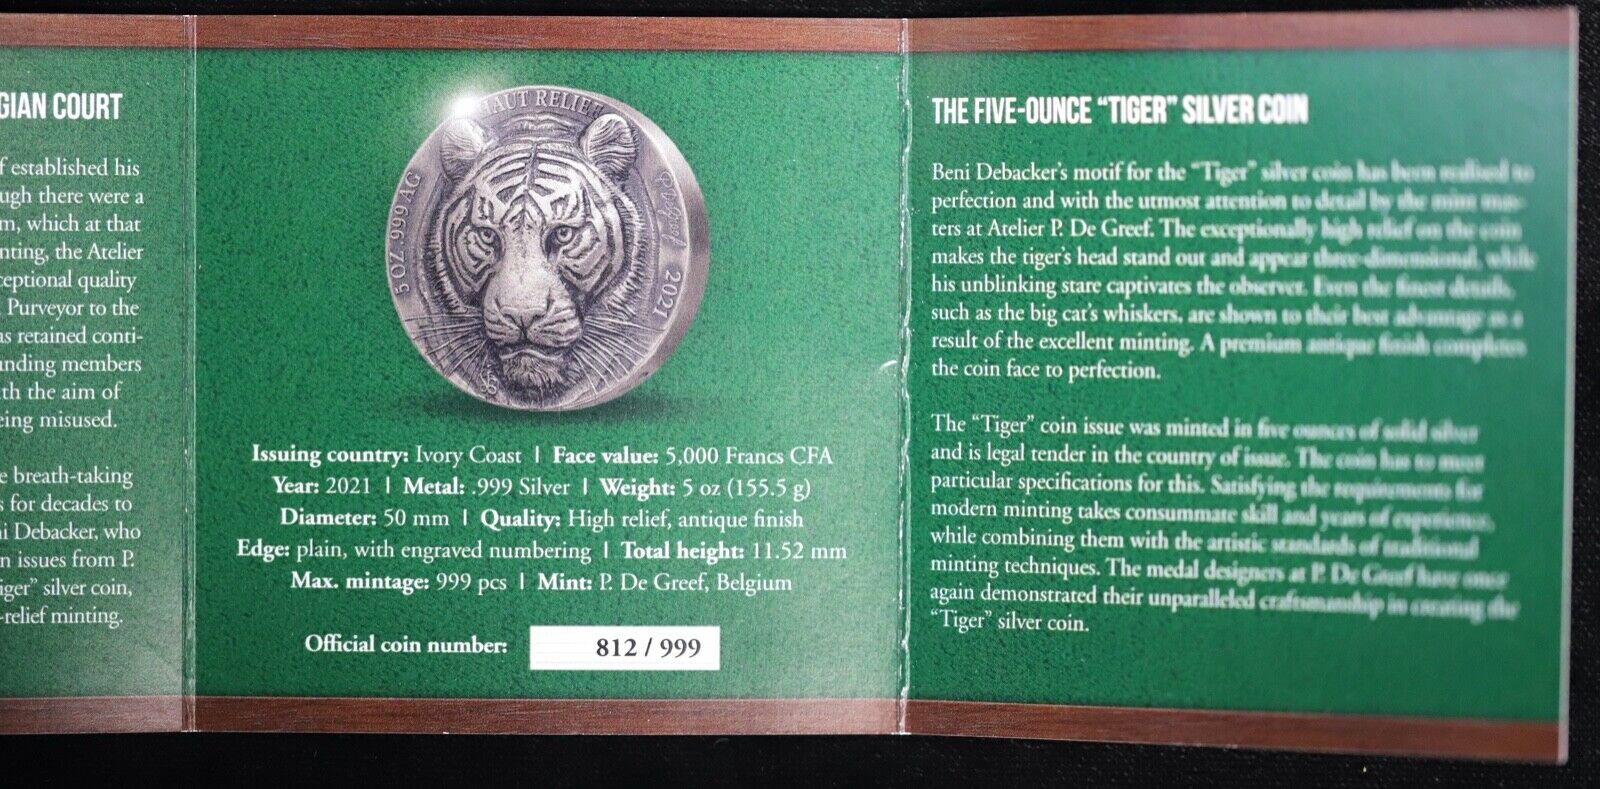 GIAN COURT
f established his
ugh there were a
m, which at that
nting, the Atelier
ceptional quality
. Purveyor to the
as retained conti-
unding members
th the aim of
eing misused.
e breath-taking
s for decades to
ni Debacker, who
n issues from P.
iger” silver coin,
-relief minting.
HAUT RELIEF
5 OZ .999 AG
2021
Issuing country: Ivory Coast | Face value: 5,000 Francs CFA
Year: 2021 | Metal: .999 Silver | Weight: 5 oz (155.5 g)
Diameter: 50 mm | Quality: High relief, antique finish
Edge: plain, with engraved numbering | Total height: 11.52 mm
Max. mintage: 999 pcs | Mint: P. De Greef, Belgium
Official coin number: 812 / 999
THE FIVE-OUNCE “TIGER” SILVER COIN
Beni Debacker’s motif for the “Tiger” silver coin has been realised to
perfection and with the utmost attention to detail by the mint mas-
ters at Atelier P. De Greef. The exceptionally high relief on the coin
makes the tiger’s head stand out and appear three-dimensional, while
his unblinking stare captivates the observer. Even the finest details,
such as the big cat’s whiskers, are shown to their best advantage as a
result of the excellent minting. A premium antique finish completes
the coin face to perfection.
The “Tiger” coin issue was minted in five ounces of solid silver
and is legal tender in the country of issue. The coin has to meet
particular specifications for this. Satisfying the requirements for
modern minting takes consummate skill and years of experience,
while combining them with the artistic standards of traditional
minting techniques. The medal designers at P. De Greef have once
again demonstrated their unparalleled craftsmanship in creating the
“Tiger” silver coin.